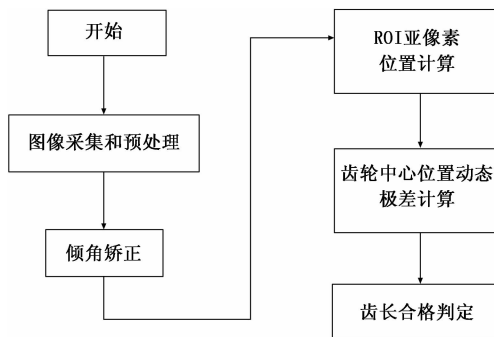 开始
图像采集和预处理
倾角矫正
ROI亚像素
位置计算
齿轮中心位置动态
极差计算
齿长合格判定